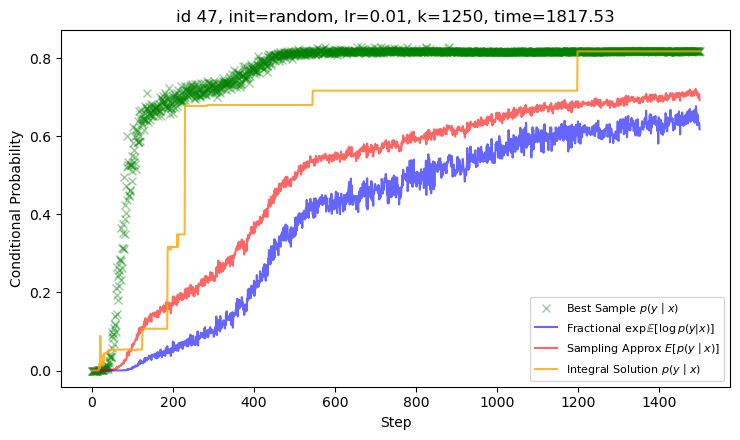 id 47, init=random, lr=0.01, k=1250, time=1817.53
Conditional Probability
0.8
0.6
0.4
0.2
0.0
0
200
400
600
800
1000
1200
1400
Step
Best Sample p(y | x)
Fractional exp𝔼[log p(y|x)]
Sampling Approx E[p(y | x)]
Integral Solution p(y | x)